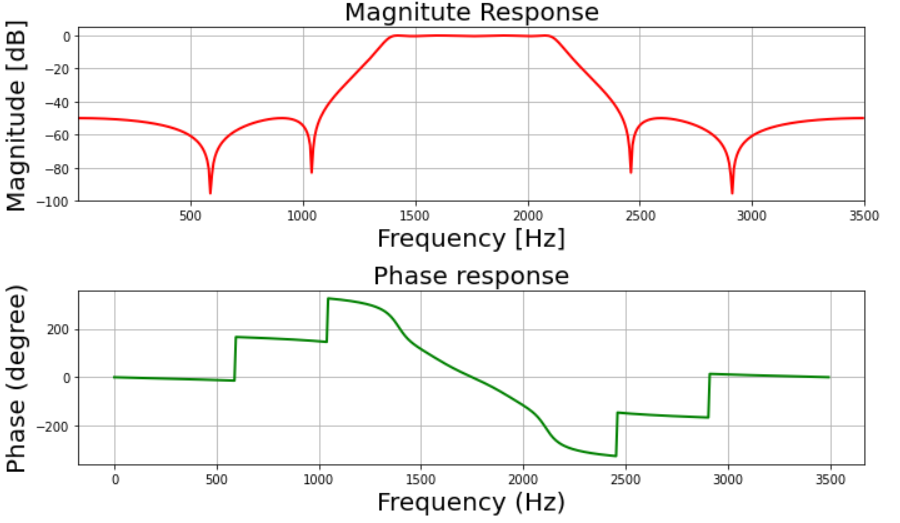 Magnitute Response
Magnitude [dB]
0
−20
−40
−60
−80
−100
500 1000 1500 2000 2500 3000 3500
Frequency [Hz]
Phase response
Phase (degree)
200
0
−200
0 500 1000 1500 2000 2500 3000 3500
Frequency (Hz)